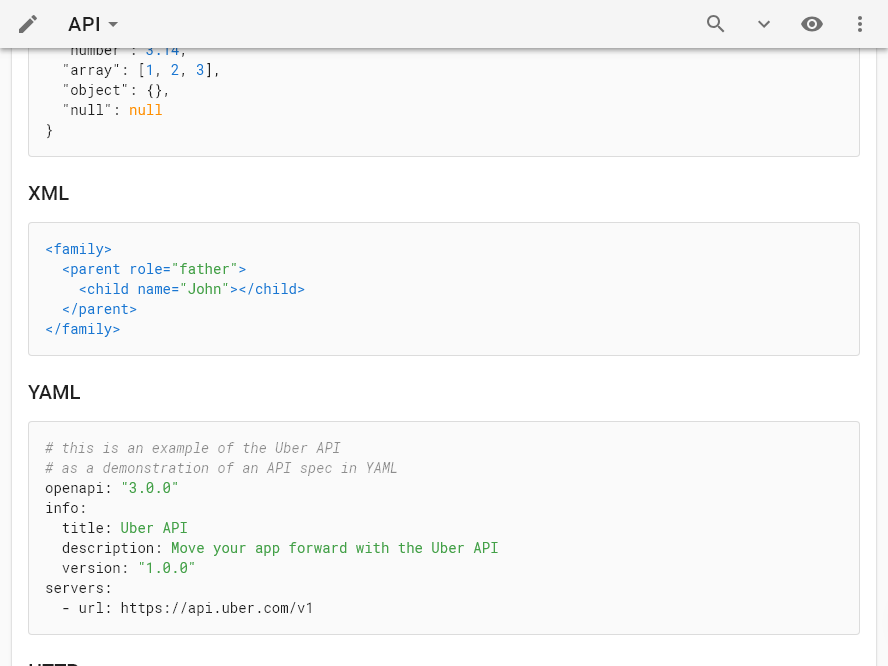 API
"number": 3.14,
"array": [1, 2, 3],
"object": {},
"null": null
}
XML
<family>
<parent role="father">
<child name="John"></child>
</parent>
</family>
YAML
# this is an example of the Uber API
# as a demonstration of an API spec in YAML
openapi: "3.0.0"
info:
title: Uber API
description: Move your app forward with the Uber API
version: "1.0.0"
servers:
- url: https://api.uber.com/v1
HTTP